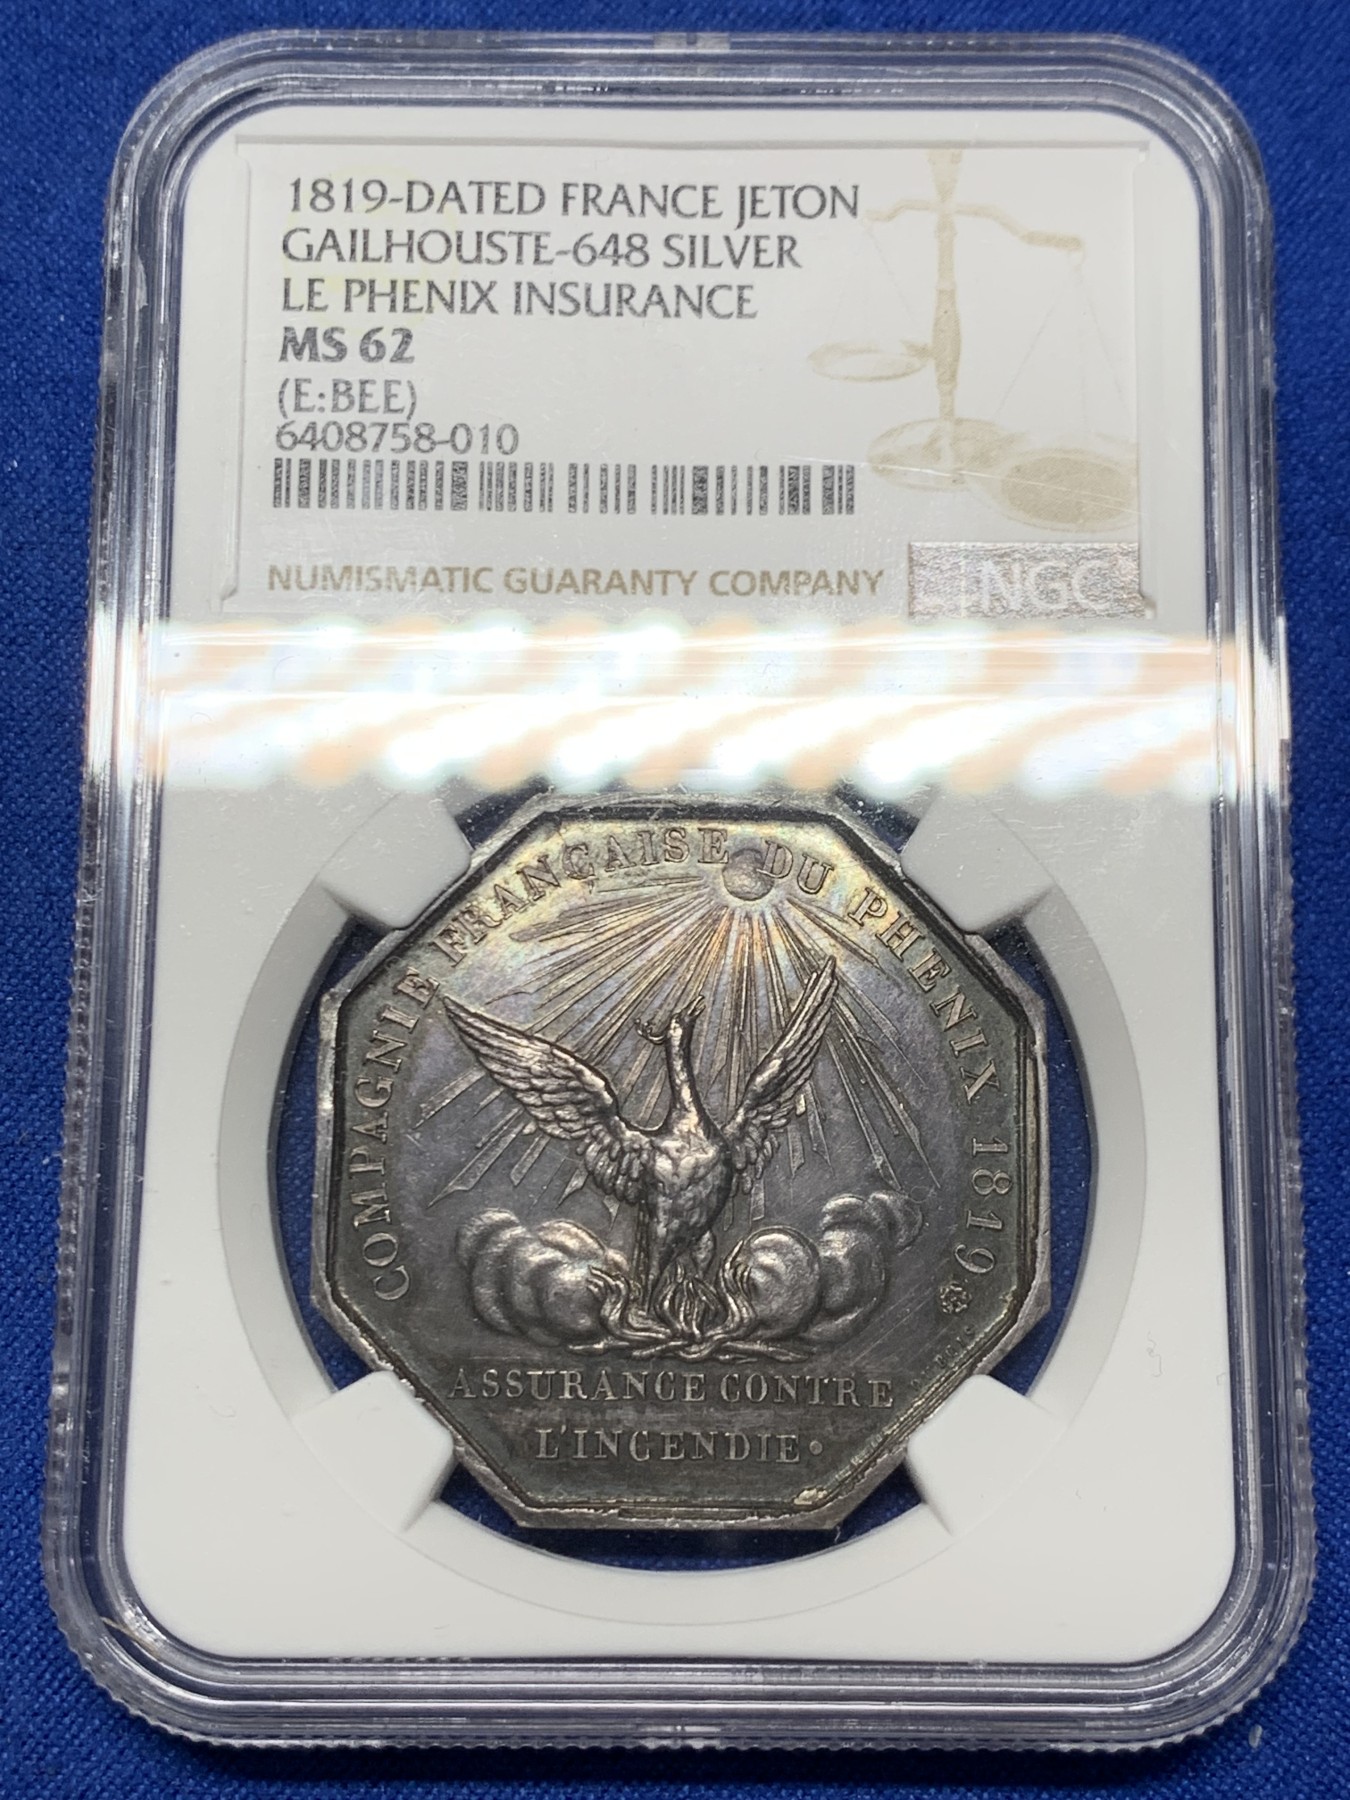 1819-DATED FRANCE JETON
GAILHOUSTE-648 SILVER
LE PHENIX INSURANCE
MS 62
(E:BEE)
6408758-010
NUMISMATIC GUARANTY COMPANY
NGC
COMPAGNIE FRANÇAISE DU PHENIX 1819
ASSURANCE CONTRE
L'INCENDIE.